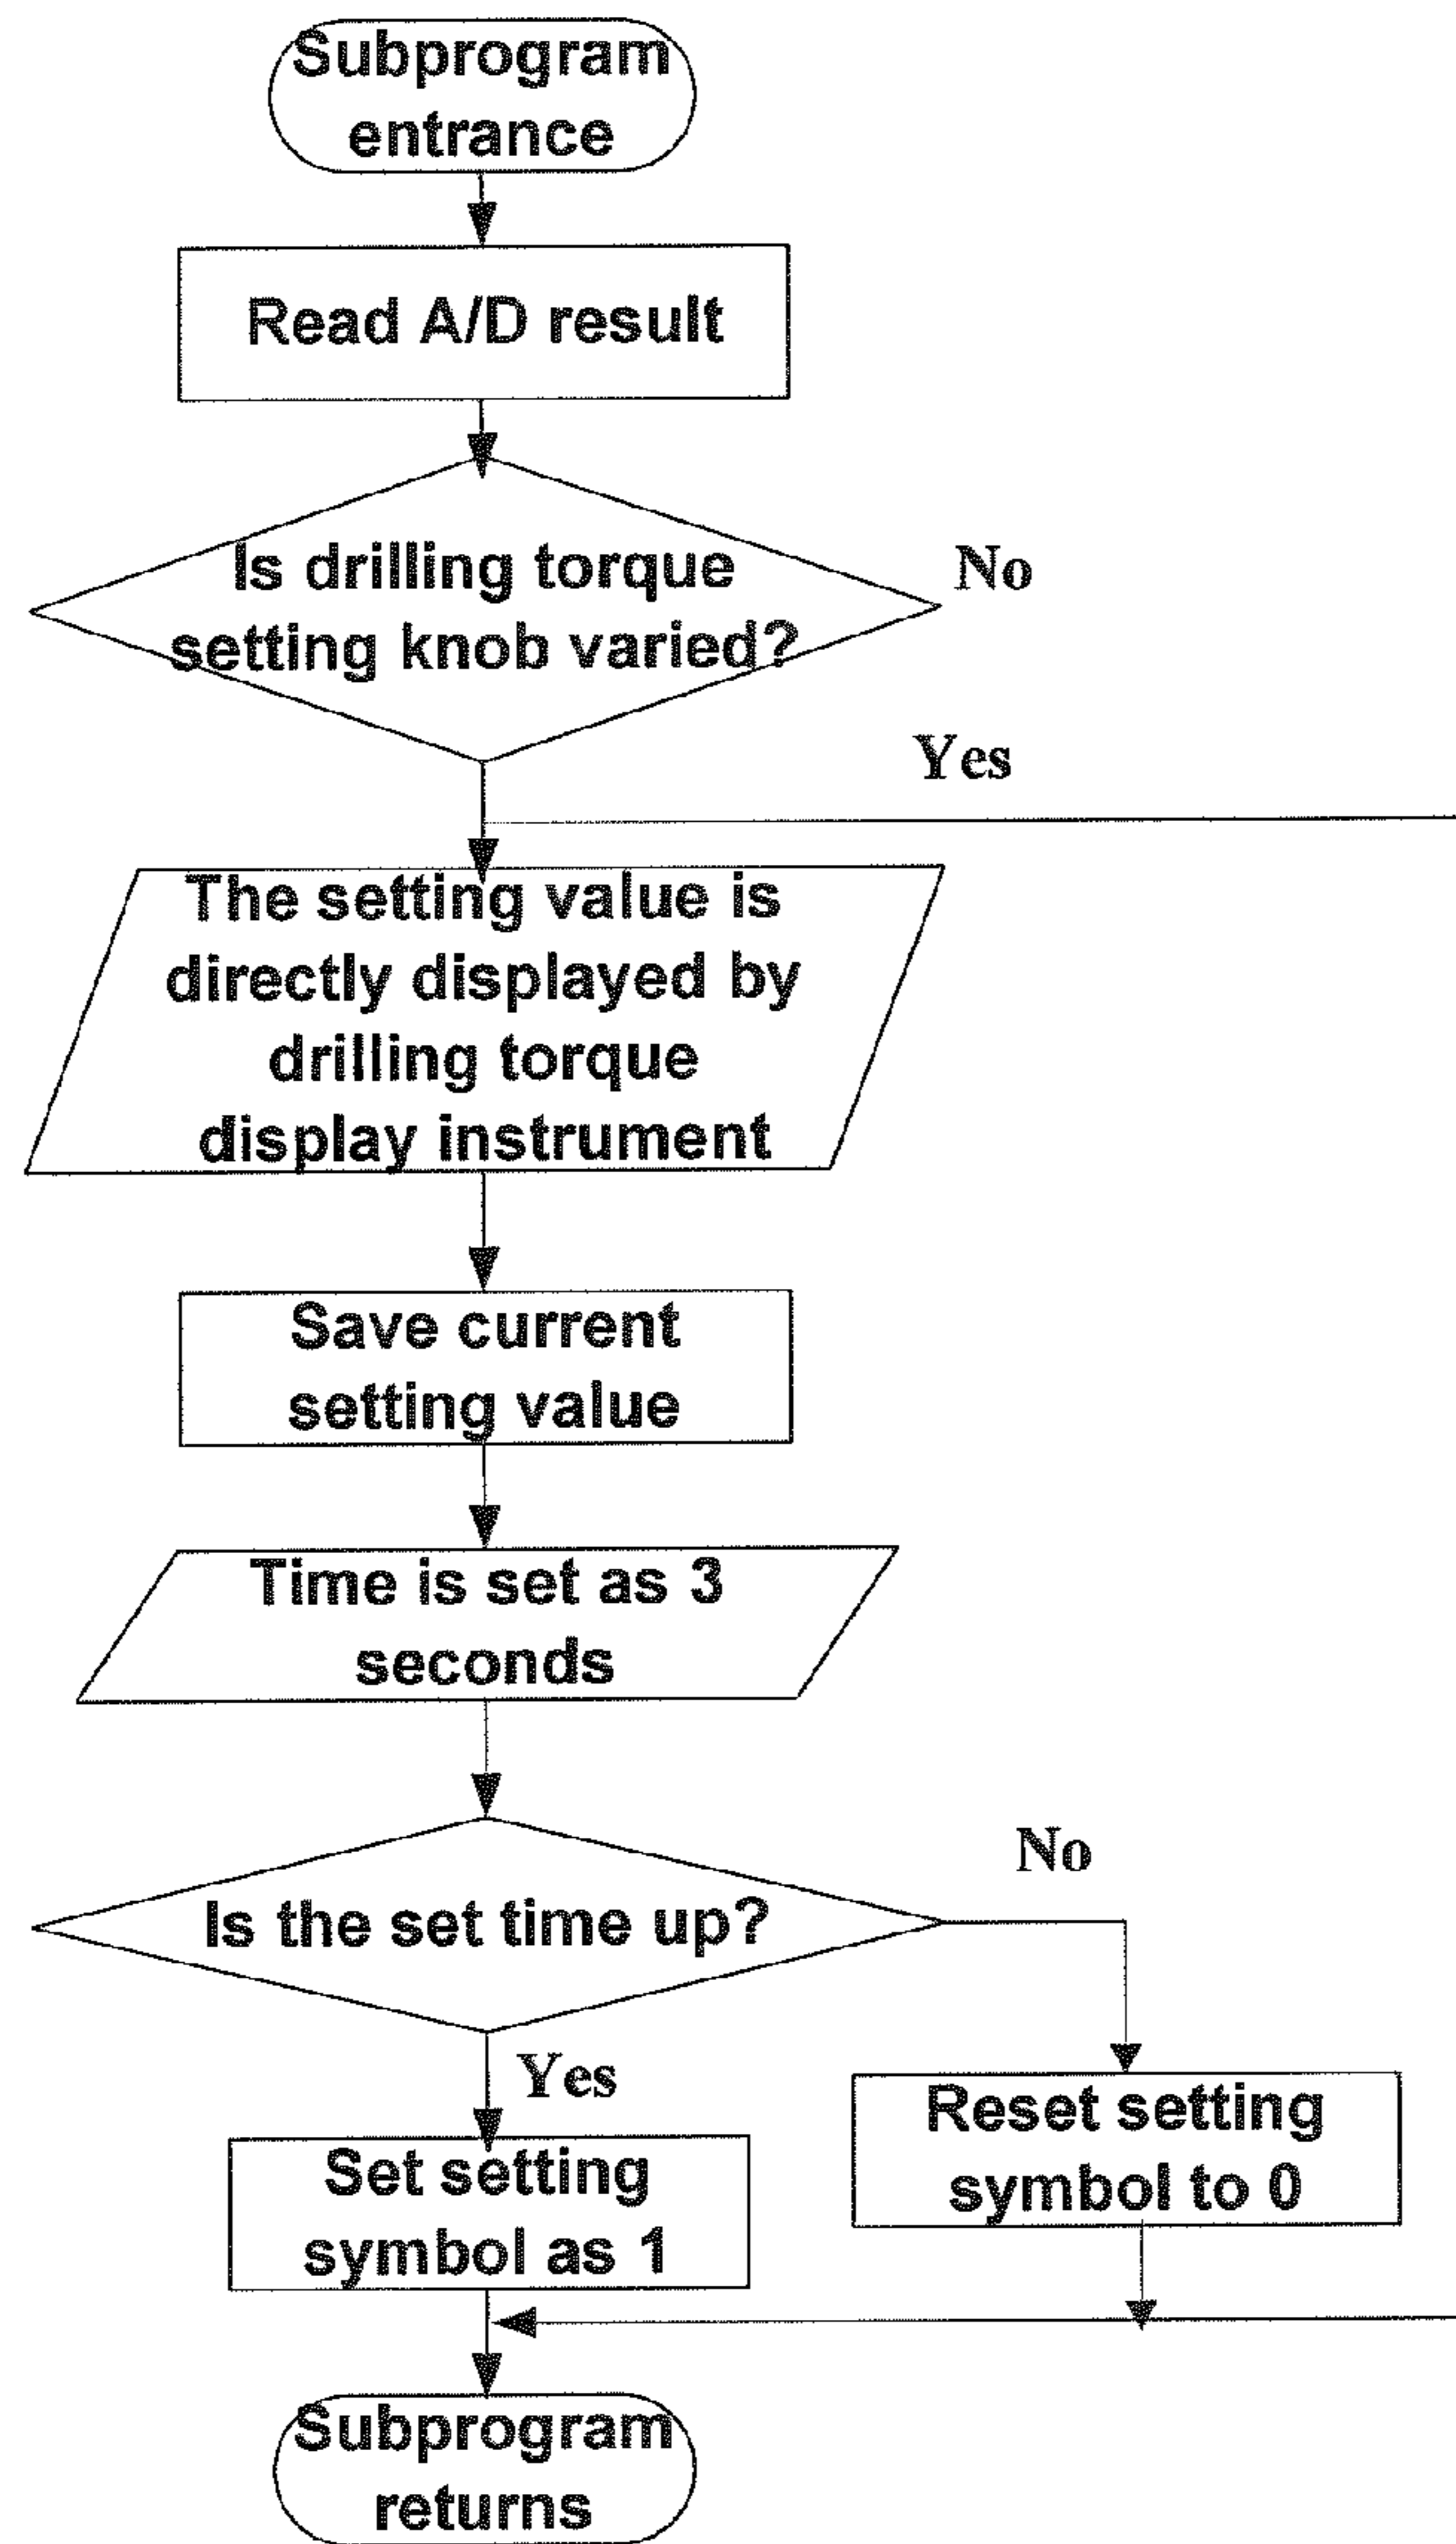 Subprogram
entrance
Read A/D result
Is drilling torque
setting knob varied?
No
Yes
The setting value is
directly displayed by
drilling torque
display instrument
Save current
setting value
Time is set as 3
seconds
Is the set time up?
No
Yes
Set setting
symbol as 1
Reset setting
symbol to 0
Subprogram
returns